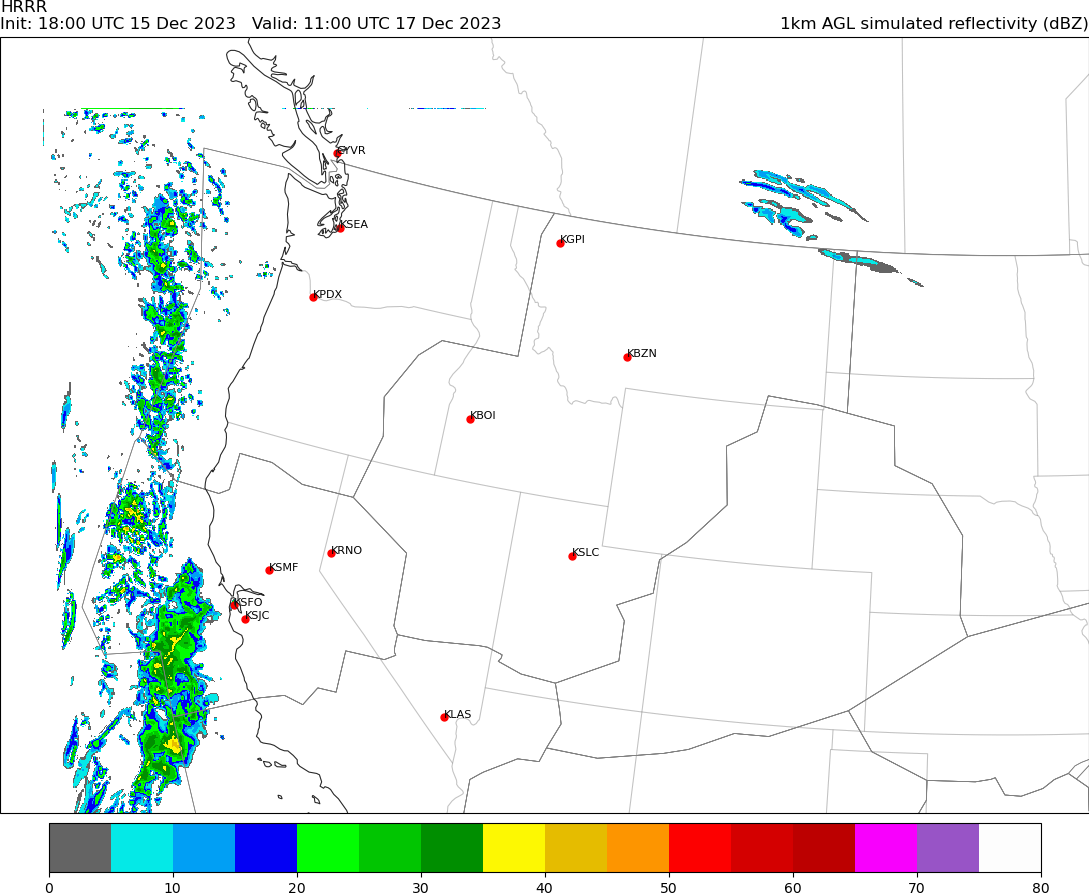 HRRR
Init: 18:00 UTC 15 Dec 2023 Valid: 11:00 UTC 17 Dec 2023 1km AGL simulated reflectivity (dBZ)
CYVR
KSEA
KGPI
KPDX
KBZN
KBOI
KRNO
KSLC
KSMF
KSFO
KSJC
KLAS
0 10 20 30 40 50 60 70 80